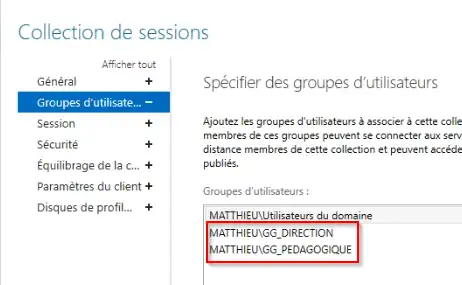 Collection de sessions
Afficher tout
Général +
Groupes d'utilisate... −
Session +
Sécurité +
Équilibrage de la c... +
Paramètres du client +
Disques de profil... +
Spécifier des groupes d'utilisateurs
Ajoutez les groupes d'utilisateurs à associer à cette colle
membres de ces groupes peuvent se connecter aux serv
distance membres de cette collection et peuvent accéde
publiés.
Groupes d'utilisateurs :
MATTHIEU\Utilisateurs du domaine
MATTHIEU\GG_DIRECTION
MATTHIEU\GG_PEDAGOGIQUE